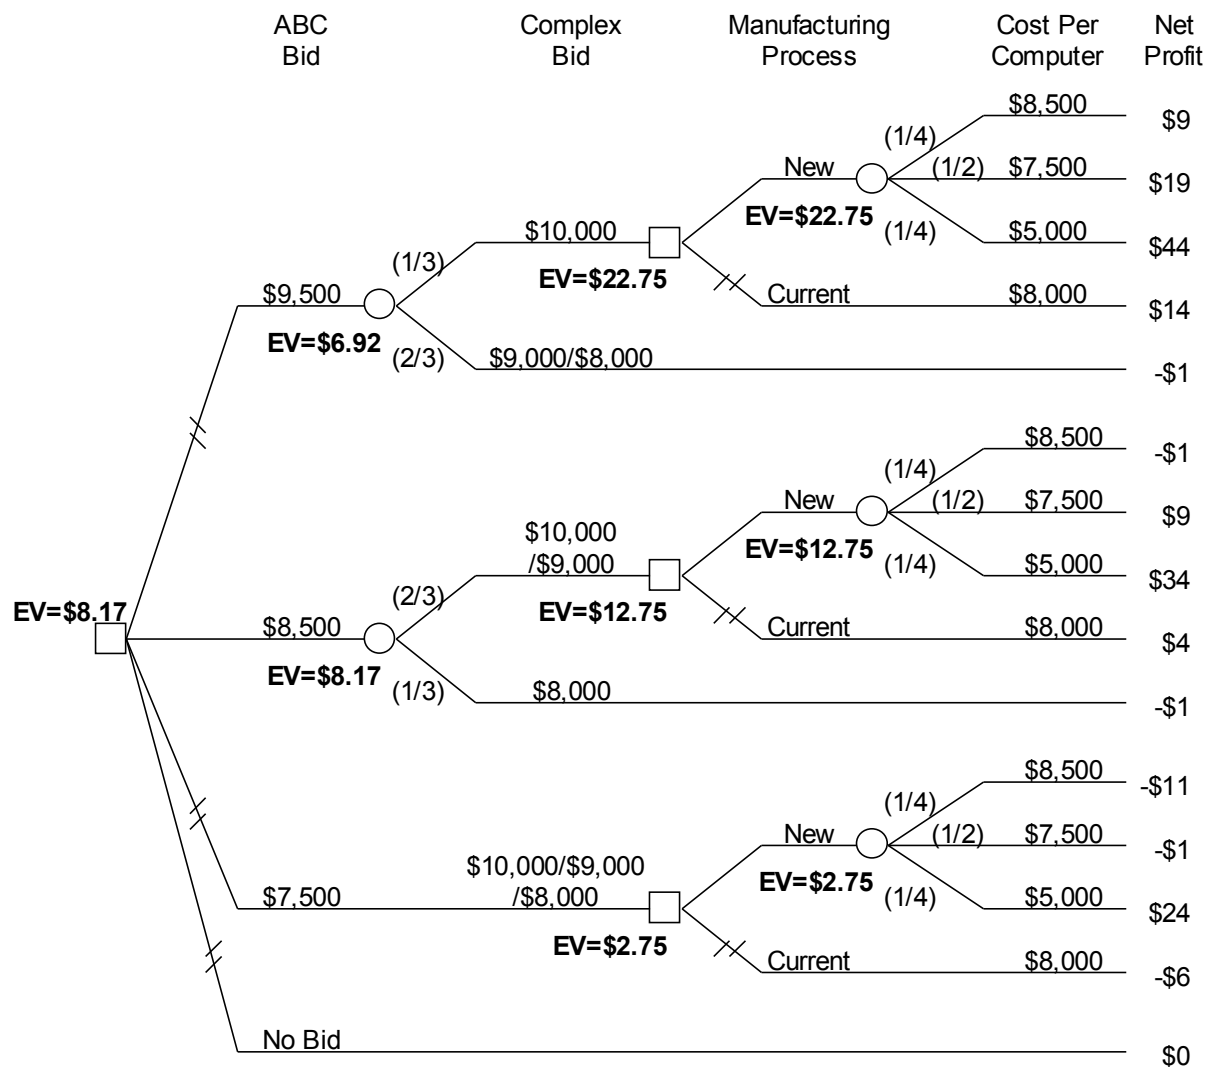 ABC Complex Manufacturing Cost Per Net
Bid Bid Process Computer Profit
$8,500 $9
(1/4)
New (1/2) $7,500 $19
EV=$22.75
$10,000 (1/4) $5,000 $44
(1/3) EV=$22.75
$9,500 Current $8,000 $14
EV=$6.92
(2/3) $9,000/$8,000 -$1
$8,500 -$1
(1/4)
New (1/2) $7,500 $9
$10,000
EV=$12.75
/$9,000 (1/4) $5,000 $34
(2/3) EV=$12.75
EV=$8.17
$8,500 Current $8,000 $4
EV=$8.17
(1/3) $8,000 -$1
$8,500 -$11
(1/4)
New (1/2) $7,500 -$1
$10,000/$9,000
EV=$2.75
$7,500 /$8,000 (1/4) $5,000 $24
EV=$2.75
Current $8,000 -$6
No Bid $0